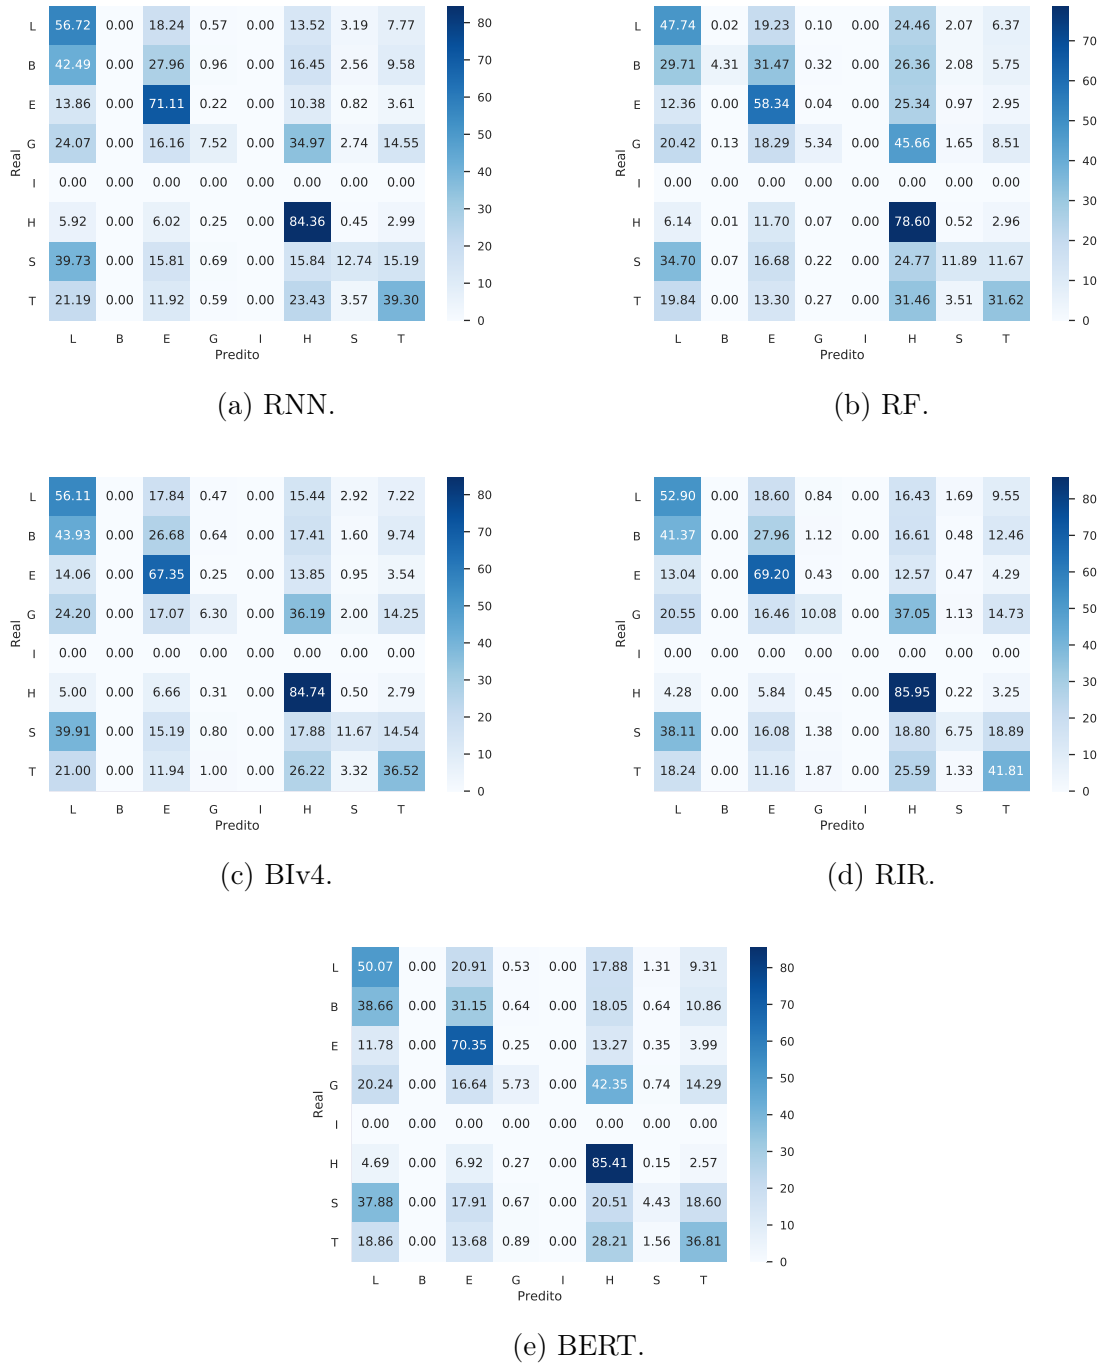 L 56.72 0.00 18.24 0.57 0.00 13.52 3.19 7.77
B 42.49 0.00 27.96 0.96 0.00 16.45 2.56 9.58
E 13.86 0.00 71.11 0.22 0.00 10.38 0.82 3.61
G 24.07 0.00 16.16 7.52 0.00 34.97 2.74 14.55
I 0.00 0.00 0.00 0.00 0.00 0.00 0.00 0.00
H 5.92 0.00 6.02 0.25 0.00 84.36 0.45 2.99
S 39.73 0.00 15.81 0.69 0.00 15.84 12.74 15.19
T 21.19 0.00 11.92 0.59 0.00 23.43 3.57 39.30
L B E G I H S T
Real
Predito
80
70
60
50
40
30
20
10
0
(a) RNN.
L 47.74 0.02 19.23 0.10 0.00 24.46 2.07 6.37
B 29.71 4.31 31.47 0.32 0.00 26.36 2.08 5.75
E 12.36 0.00 58.34 0.04 0.00 25.34 0.97 2.95
G 20.42 0.13 18.29 5.34 0.00 45.66 1.65 8.51
I 0.00 0.00 0.00 0.00 0.00 0.00 0.00 0.00
H 6.14 0.01 11.70 0.07 0.00 78.60 0.52 2.96
S 34.70 0.07 16.68 0.22 0.00 24.77 11.89 11.67
T 19.84 0.00 13.30 0.27 0.00 31.46 3.51 31.62
L B E G I H S T
Real
Predito
70
60
50
40
30
20
10
0
(b) RF.
L 56.11 0.00 17.84 0.47 0.00 15.44 2.92 7.22
B 43.93 0.00 26.68 0.64 0.00 17.41 1.60 9.74
E 14.06 0.00 67.35 0.25 0.00 13.85 0.95 3.54
G 24.20 0.00 17.07 6.30 0.00 36.19 2.00 14.25
I 0.00 0.00 0.00 0.00 0.00 0.00 0.00 0.00
H 5.00 0.00 6.66 0.31 0.00 84.74 0.50 2.79
S 39.91 0.00 15.19 0.80 0.00 17.88 11.67 14.54
T 21.00 0.00 11.94 1.00 0.00 26.22 3.32 36.52
L B E G I H S T
Real
Predito
80
70
60
50
40
30
20
10
0
(c) BIv4.
L 52.90 0.00 18.60 0.84 0.00 16.43 1.69 9.55
B 41.37 0.00 27.96 1.12 0.00 16.61 0.48 12.46
E 13.04 0.00 69.20 0.43 0.00 12.57 0.47 4.29
G 20.55 0.00 16.46 10.08 0.00 37.05 1.13 14.73
I 0.00 0.00 0.00 0.00 0.00 0.00 0.00 0.00
H 4.28 0.00 5.84 0.45 0.00 85.95 0.22 3.25
S 38.11 0.00 16.08 1.38 0.00 18.80 6.75 18.89
T 18.24 0.00 11.16 1.87 0.00 25.59 1.33 41.81
L B E G I H S T
Real
Predito
80
70
60
50
40
30
20
10
0
(d) RIR.
L 50.07 0.00 20.91 0.53 0.00 17.88 1.31 9.31
B 38.66 0.00 31.15 0.64 0.00 18.05 0.64 10.86
E 11.78 0.00 70.35 0.25 0.00 13.27 0.35 3.99
G 20.24 0.00 16.64 5.73 0.00 42.35 0.74 14.29
I 0.00 0.00 0.00 0.00 0.00 0.00 0.00 0.00
H 4.69 0.00 6.92 0.27 0.00 85.41 0.15 2.57
S 37.88 0.00 17.91 0.67 0.00 20.51 4.43 18.60
T 18.86 0.00 13.68 0.89 0.00 28.21 1.56 36.81
L B E G I H S T
Real
Predito
80
70
60
50
40
30
20
10
0
(e) BERT.